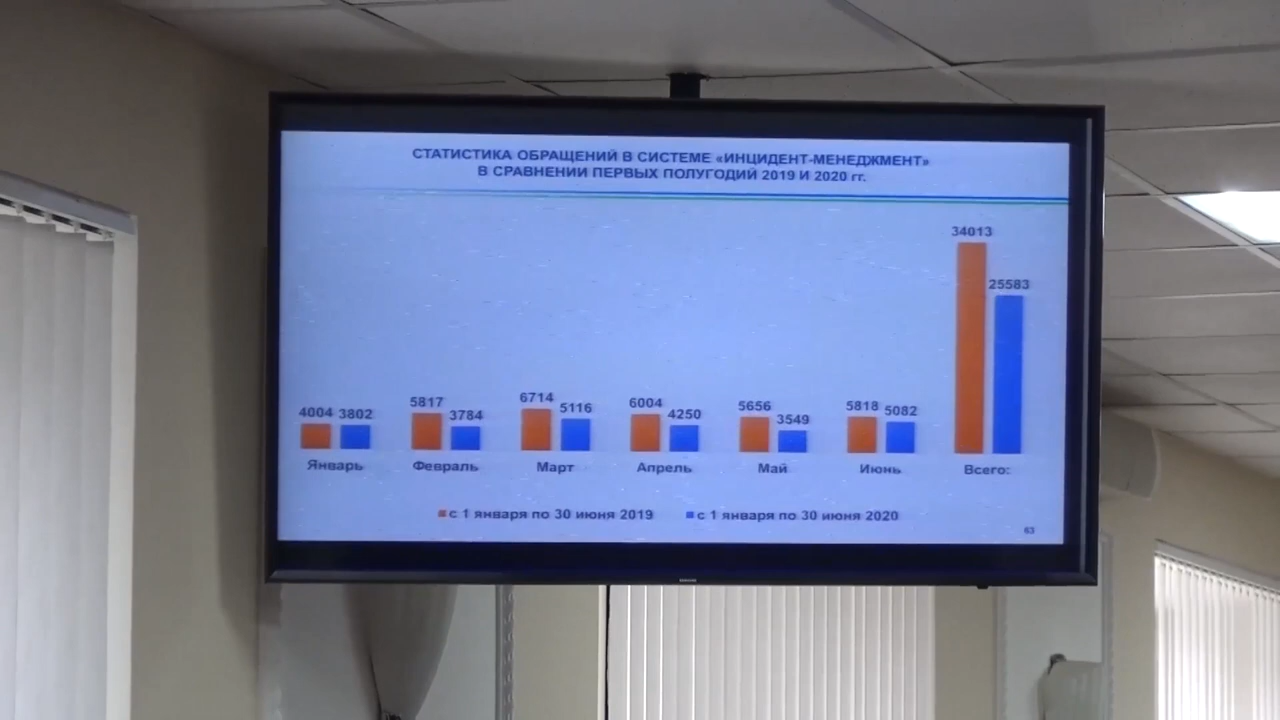 СТАТИСТИКА ОБРАЩЕНИЙ В СИСТЕМЕ «ИНЦИДЕНТ-МЕНЕДЖМЕНТ»
В СРАВНЕНИИ ПЕРВЫХ ПОЛУГОДИЙ 2019 И 2020 гг.
4004 3802
5817 3784
6714 5116
6004 4250
5656 3549
5818 5082
34013 25583
Январь Февраль Март Апрель Май Июнь Всего:
с 1 января по 30 июня 2019 с 1 января по 30 июня 2020
63